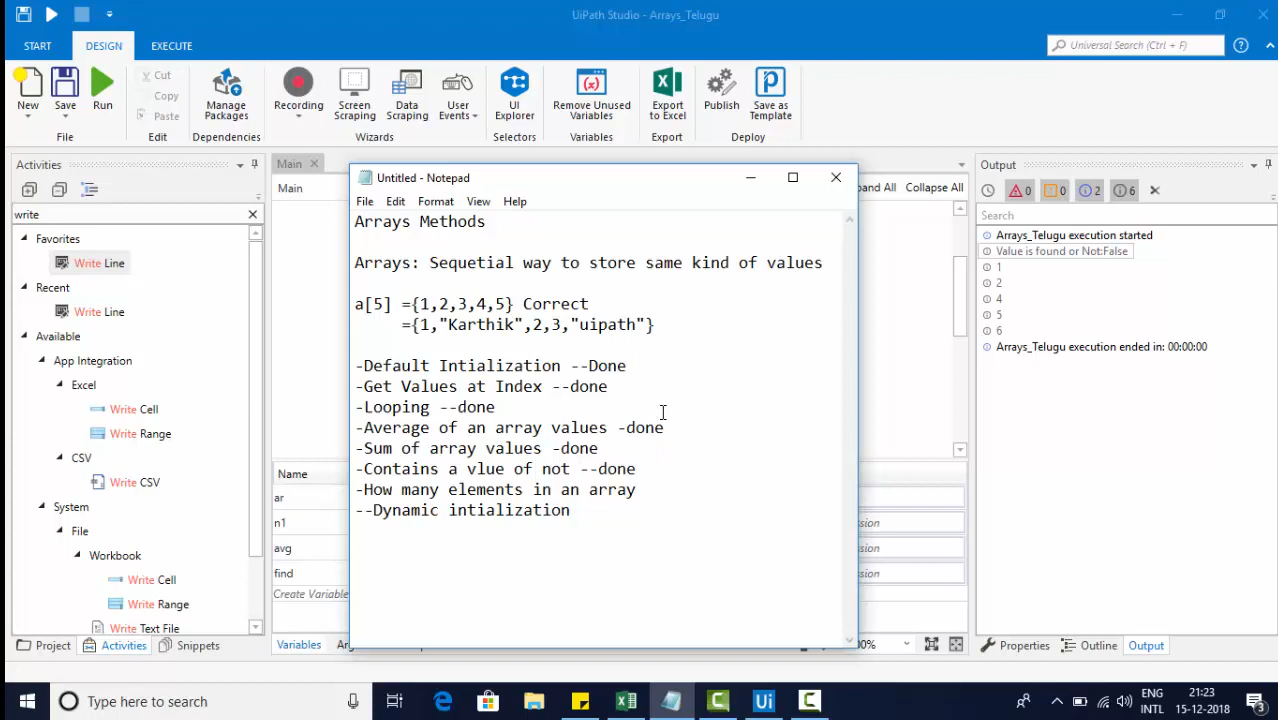 UiPath Studio - Arrays_Telugu
START DESIGN EXECUTE
Universal Search (Ctrl + F)
New Save Run
Cut
Copy
Paste
Manage Packages
Recording
Screen Scraping
Data Scraping
User Events
UI Explorer
Remove Unused Variables
Export to Excel
Publish
Save as Template
File Edit Dependencies Wizards Selectors Variables Export Deploy
Activities
write
Favorites
Write Line
Recent
Write Line
Available
App Integration
Excel
Write Cell
Write Range
CSV
Write CSV
System
File
Workbook
Write Cell
Write Range
Write Text File
Project Activities Snippets
Main
Main
and All Collapse All
Untitled - Notepad
File Edit Format View Help
Arrays Methods
Arrays: Sequetial way to store same kind of values
a[5] ={1,2,3,4,5} Correct
={1,"Karthik",2,3,"uipath"}
-Default Intialization --Done
-Get Values at Index --done
-Looping --done
-Average of an array values -done
-Sum of array values -done
-Contains a vlue of not --done
-How many elements in an array
--Dynamic intialization
Name
ar
n1
ssion
avg
ssion
find
ssion
Create Variable
Variables Ar
0%
Output
0 0 2 6
Search
Arrays_Telugu execution started
Value is found or Not:False
1
2
4
5
6
Arrays_Telugu execution ended in: 00:00:00
Properties Outline Output
Type here to search
ENG
INTL
21:23
15-12-2018
3